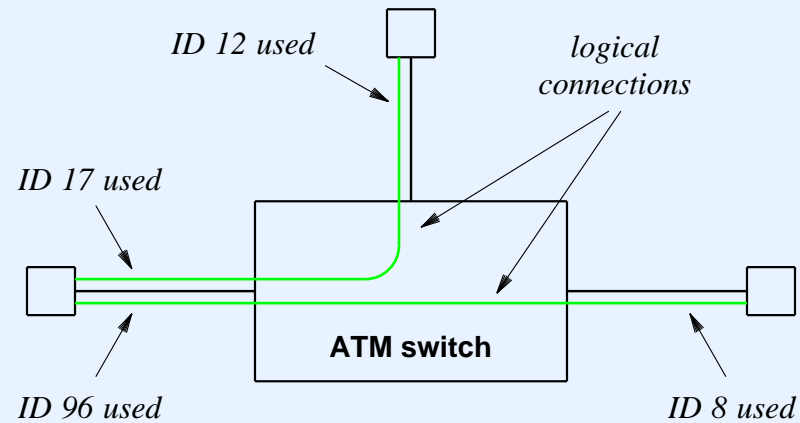 ID 12 used
logical
connections
ID 17 used
ATM switch
ID 96 used
ID 8 used